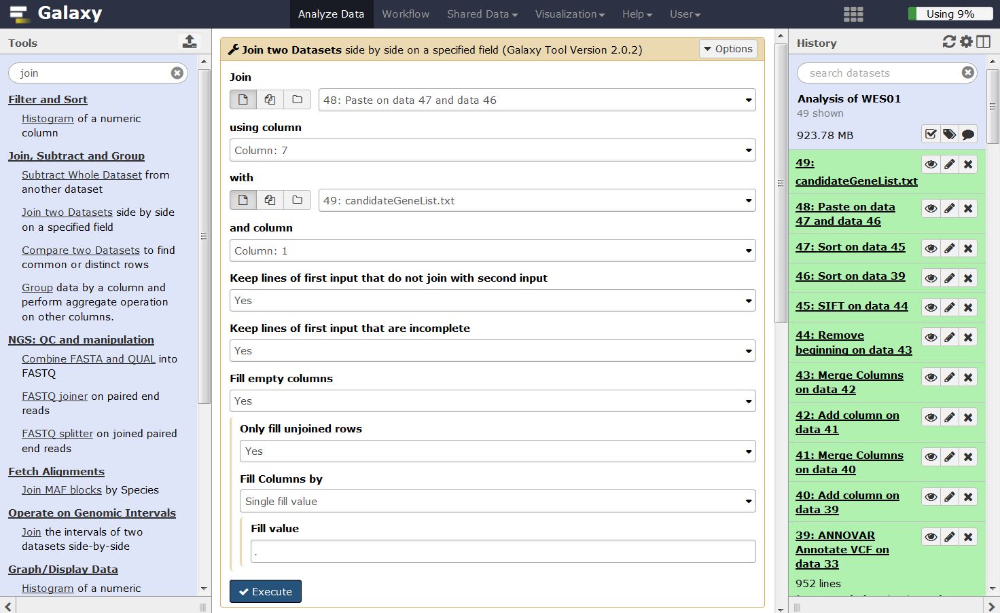 Galaxy
Analyze Data
Workflow
Shared Data
Visualization
Help
User
Using 9%
Tools
join
Filter and Sort
Histogram of a numeric
column
Join, Subtract and Group
Subtract Whole Dataset from
another dataset
Join two Datasets side by side
on a specified field
Compare two Datasets to find
common or distinct rows
Group data by a column and
perform aggregate operation
on other columns.
NGS: QC and manipulation
Combine FASTA and QUAL into
FASTQ
FASTQ joiner on paired end
reads
FASTQ splitter on joined paired
end reads
Fetch Alignments
Join MAF blocks by Species
Operate on Genomic Intervals
Join the intervals of two
datasets side-by-side
Graph/Display Data
Histogram of a numeric
Join two Datasets side by side on a specified field (Galaxy Tool Version 2.0.2)
Options
Join
48: Paste on data 47 and data 46
using column
Column: 7
with
49: candidateGeneList.txt
and column
Column: 1
Keep lines of first input that do not join with second input
Yes
Keep lines of first input that are incomplete
Yes
Fill empty columns
Yes
Only fill unjoined rows
Yes
Fill Columns by
Single fill value
Fill value
.
Execute
History
search datasets
Analysis of WES01
49 shown
923.78 MB
49:
candidateGeneList.txt
48: Paste on data
47 and data 46
47: Sort on data 45
46: Sort on data 39
45: SIFT on data 44
44: Remove
beginning on data 43
43: Merge Columns
on data 42
42: Add column on
data 41
41: Merge Columns
on data 40
40: Add column on
data 39
39: ANNOVAR
Annotate VCF on
data 33
952 lines